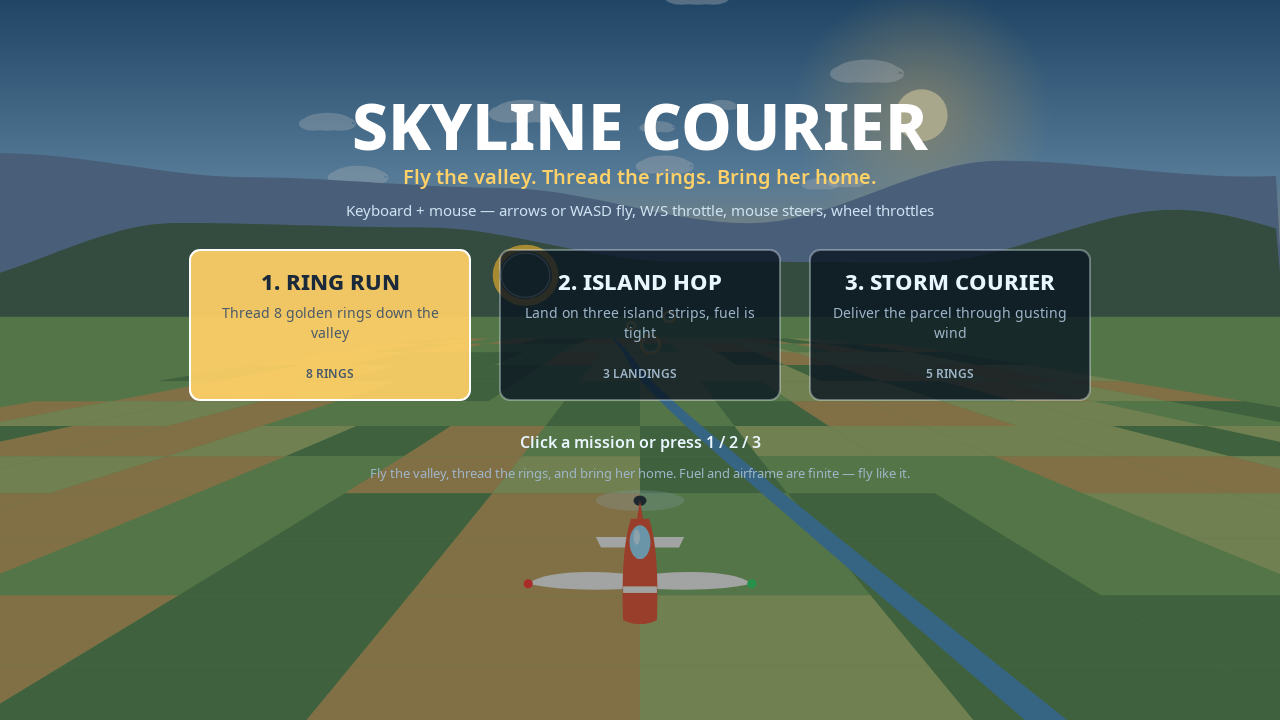 SKYLINE COURIER
Fly the valley. Thread the rings. Bring her home.
Keyboard + mouse — arrows or WASD fly, W/S throttle, mouse steers, wheel throttles
1. RING RUN
Thread 8 golden rings down the
valley
8 RINGS
2. ISLAND HOP
Land on three island strips, fuel is
tight
3 LANDINGS
3. STORM COURIER
Deliver the parcel through gusting
wind
5 RINGS
Click a mission or press 1 / 2 / 3
Fly the valley, thread the rings, and bring her home. Fuel and airframe are finite — fly like it.